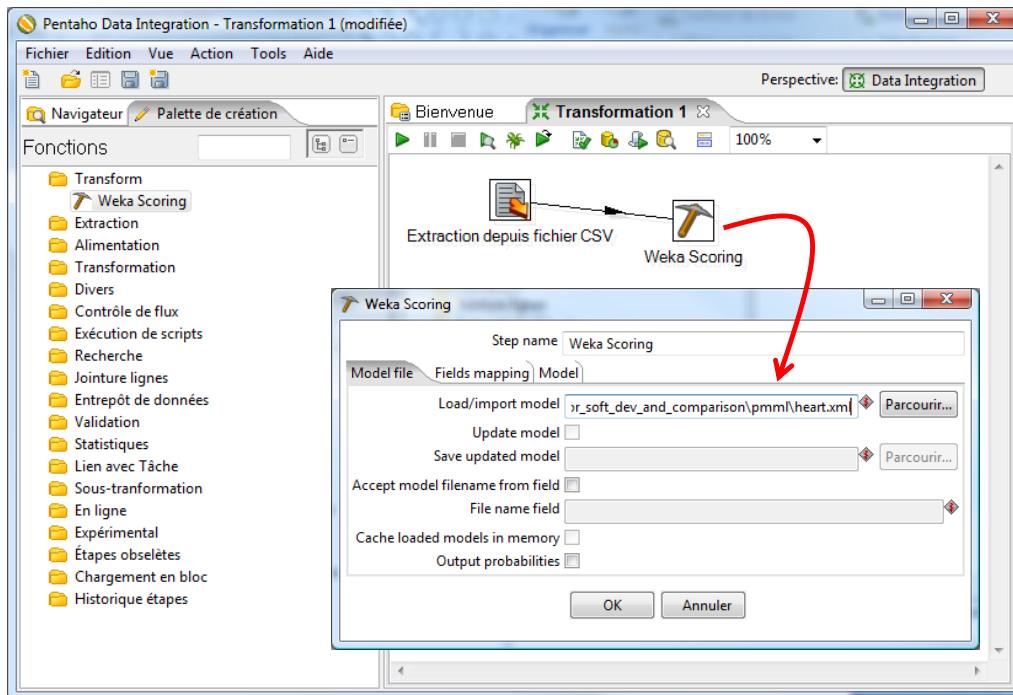 Pentaho Data Integration - Transformation 1 (modifiée)
Fichier Edition Vue Action Tools Aide
Perspective: Data Integration
Navigateur Palette de création
Fonctions
Transform
Weka Scoring
Extraction
Alimentation
Transformation
Divers
Contrôle de flux
Exécution de scripts
Recherche
Jointure lignes
Entrepôt de données
Validation
Statistiques
Lien avec Tâche
Sous-tranformation
En ligne
Expérimental
Étapes obselètes
Chargement en bloc
Historique étapes
Bienvenue Transformation 1
100%
Extraction depuis fichier CSV
Weka Scoring
Weka Scoring
Step name Weka Scoring
Model file Fields mapping Model
Load/import model or_soft_dev_and_comparison\pmml\heart.xml Parcourir...
Update model
Save updated model Parcourir...
Accept model filename from field
File name field
Cache loaded models in memory
Output probabilities
OK Annuler